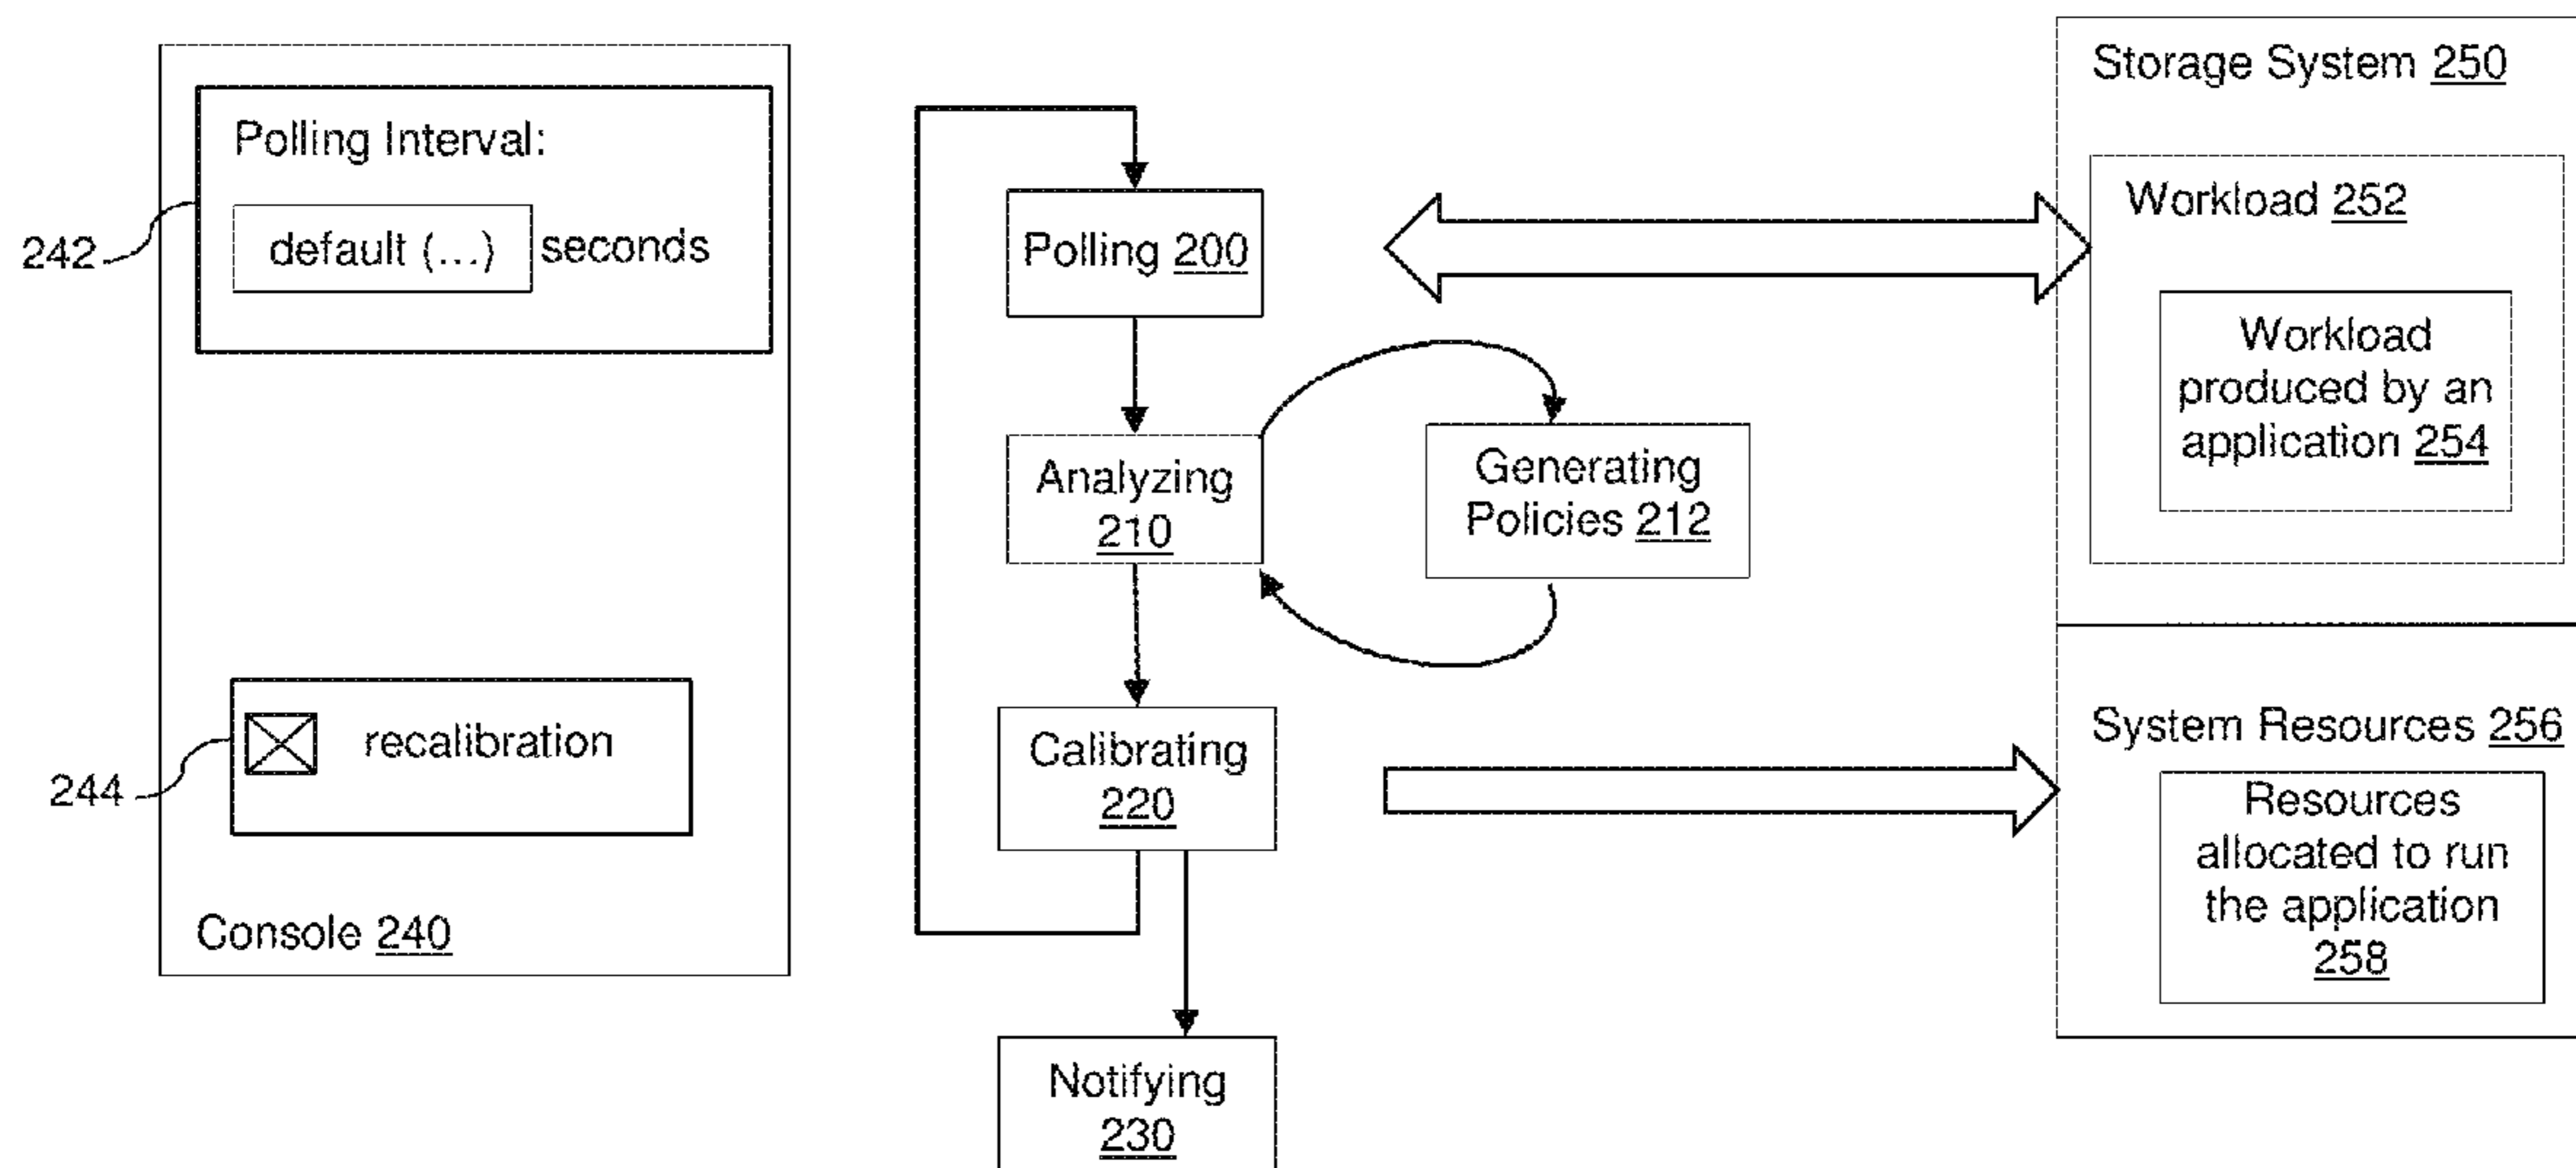 Polling Interval:
default (...) seconds
242
recalibration
244
Console 240
Polling 200
Analyzing
210
Generating
Policies 212
Calibrating
220
Notifying
230
Storage System 250
Workload 252
Workload
produced by an
application 254
System Resources 256
Resources
allocated to run
the application
258